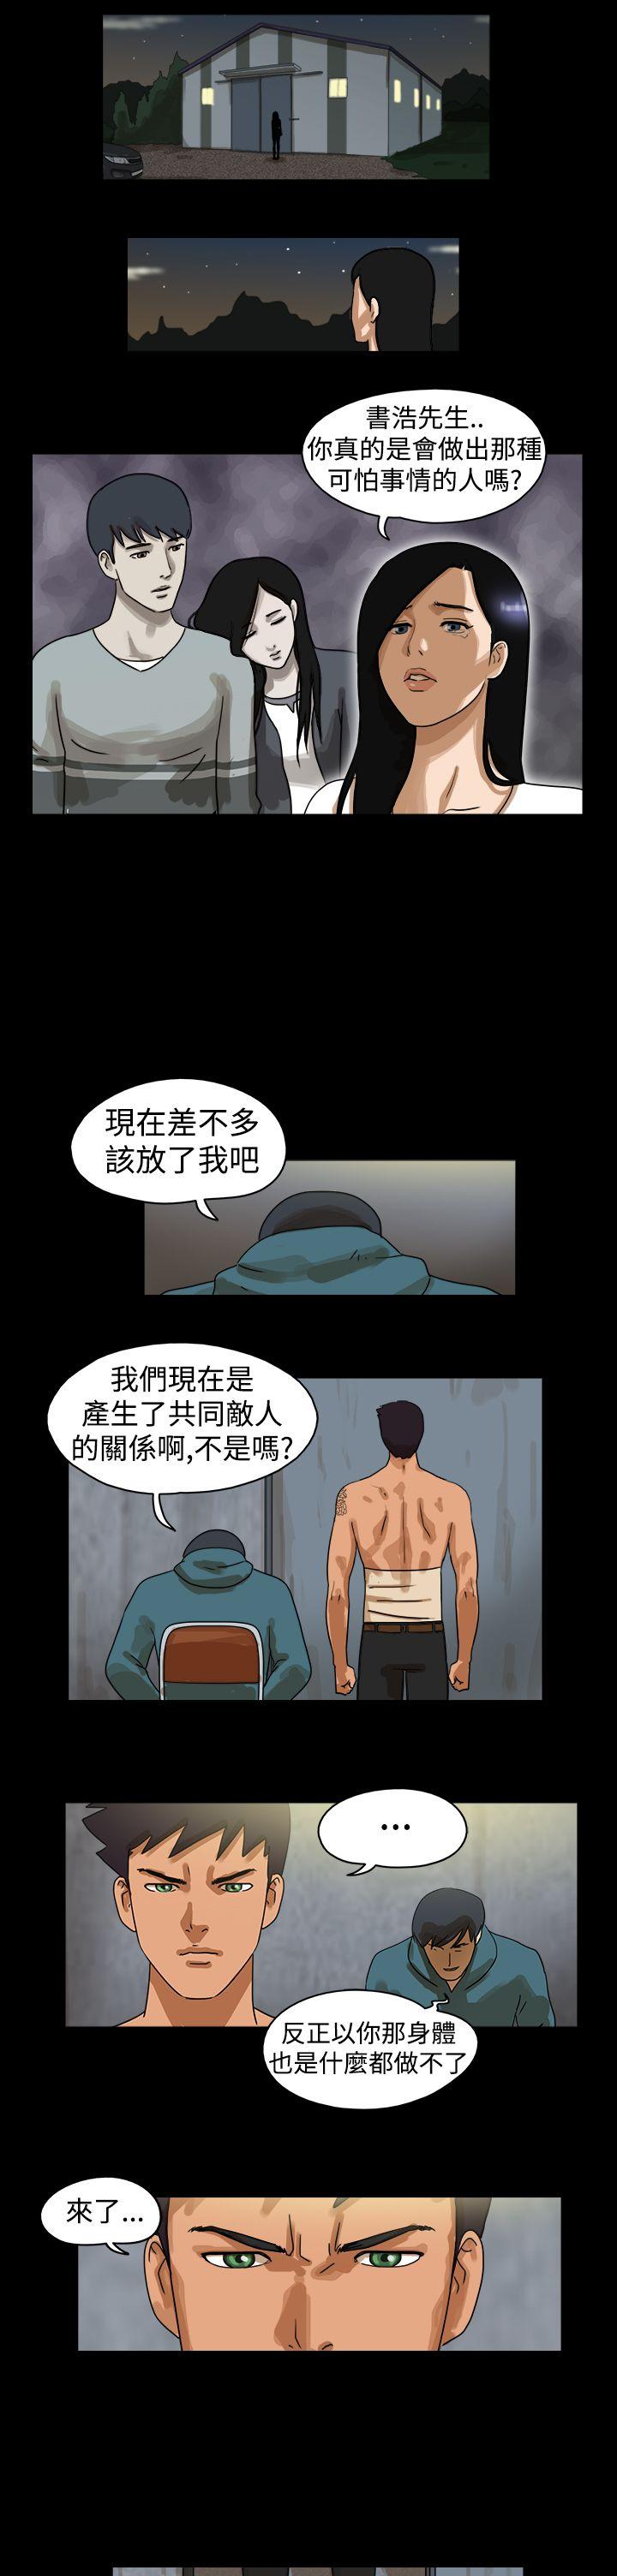 書浩先生..
你真的是會做出那種
可怕事情的人嗎?
現在差不多
該放了我吧
我們現在是
產生了共同敵人
的關係啊,不是嗎?
...
反正以你那身體
也是什麼都做不了
來了...